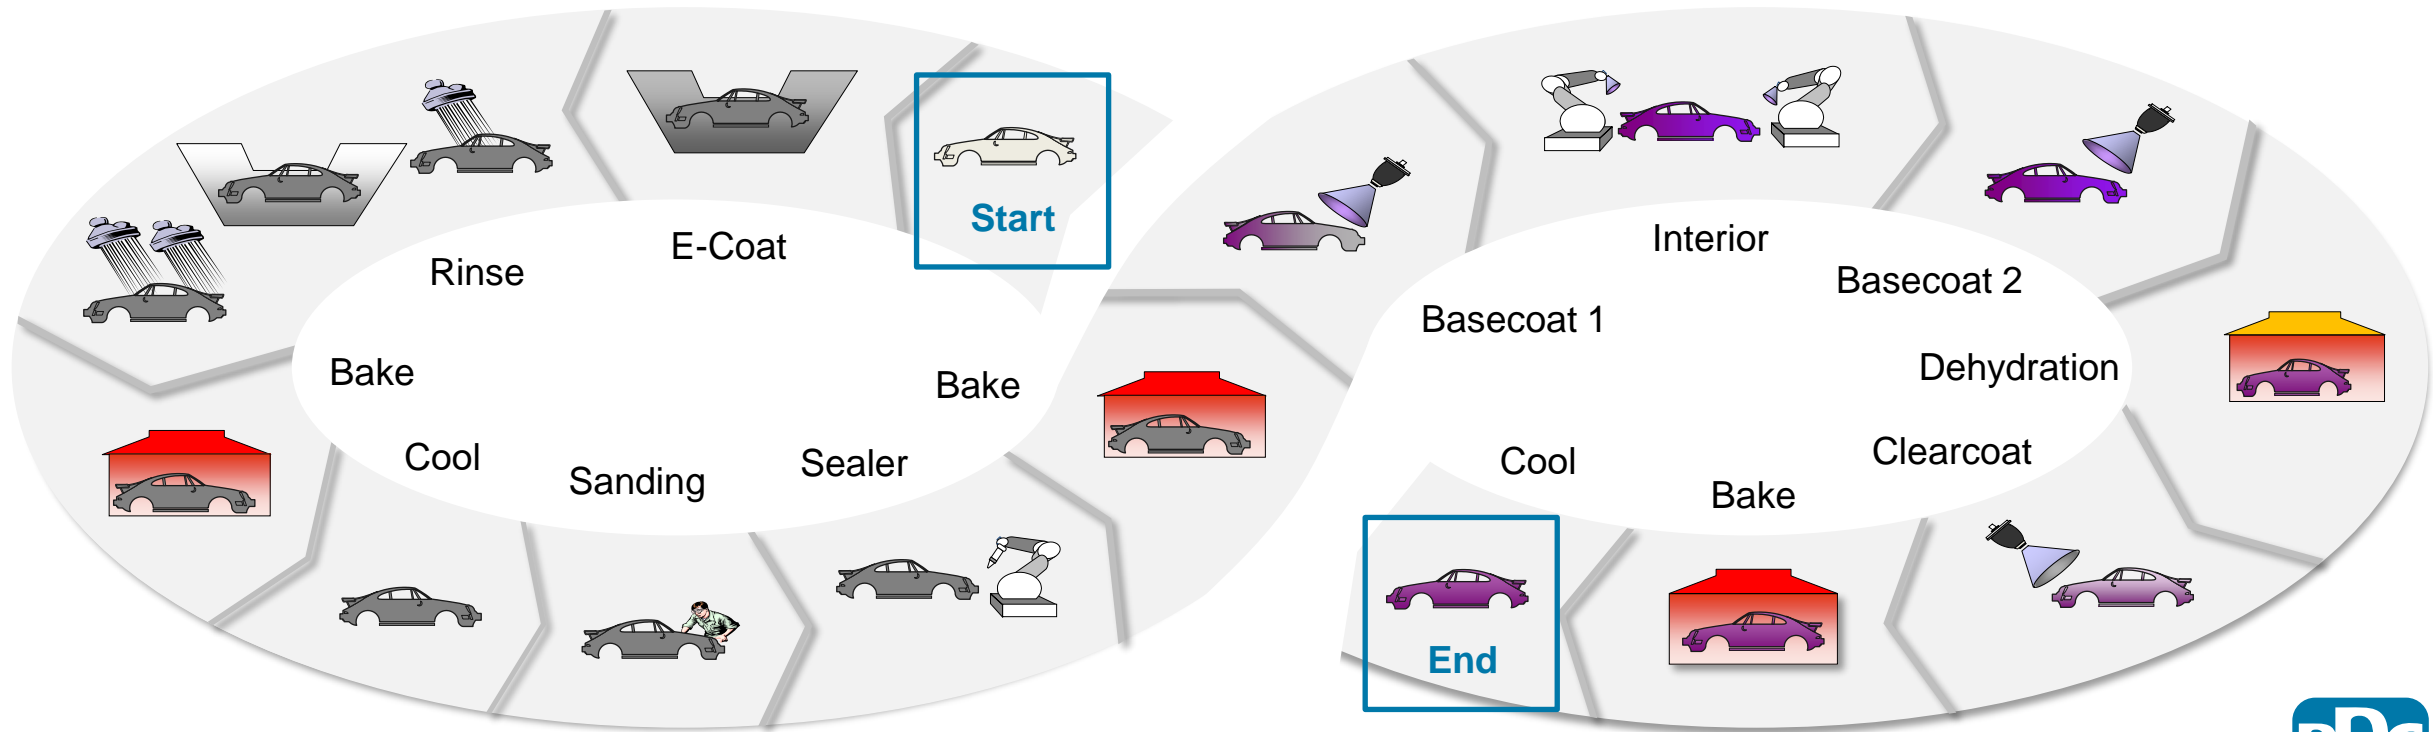 Start
E-Coat
Rinse
Bake
Cool
Sanding
Sealer
Bake
Basecoat 1
Interior
Basecoat 2
Dehydration
Clearcoat
Bake
Cool
End